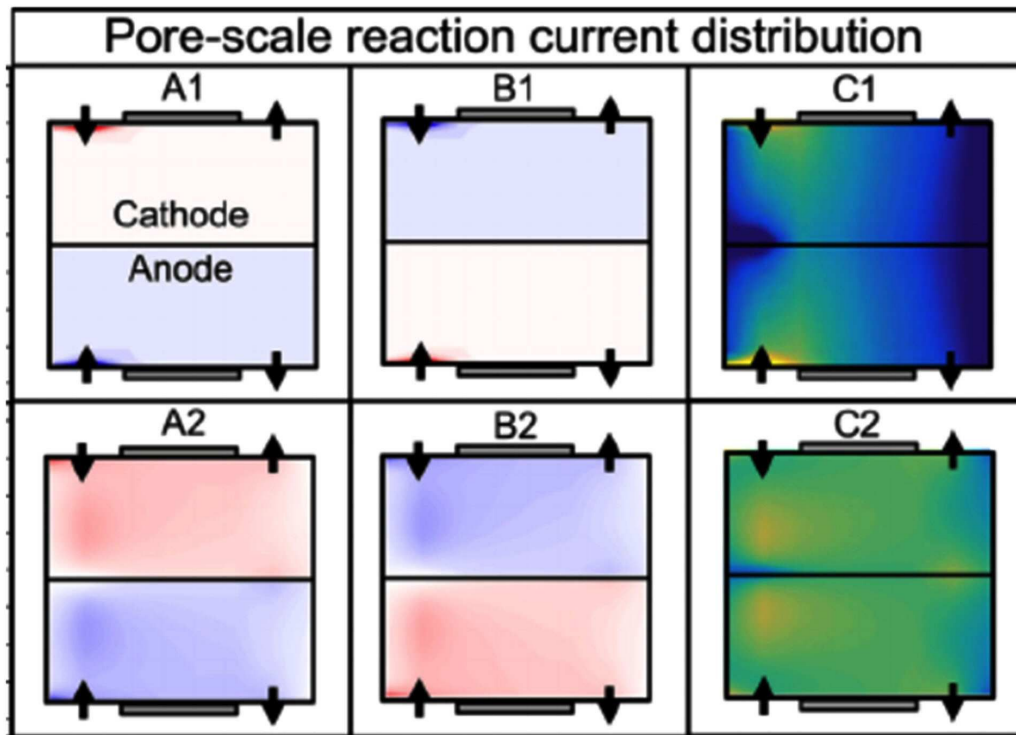 Pore-scale reaction current distribution
A1 B1 C1
Cathode
Anode
A2 B2 C2